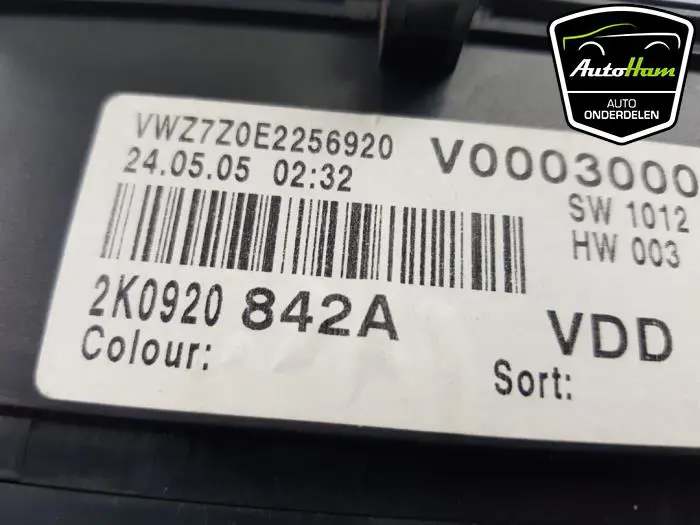 AutoHam
AUTO
ONDERDELEN
VWZ7Z0E2256920
V0003000
24.05.05 02:32
SW 1012
HW 003
2K0920 842A
VDD
Colour:
Sort: